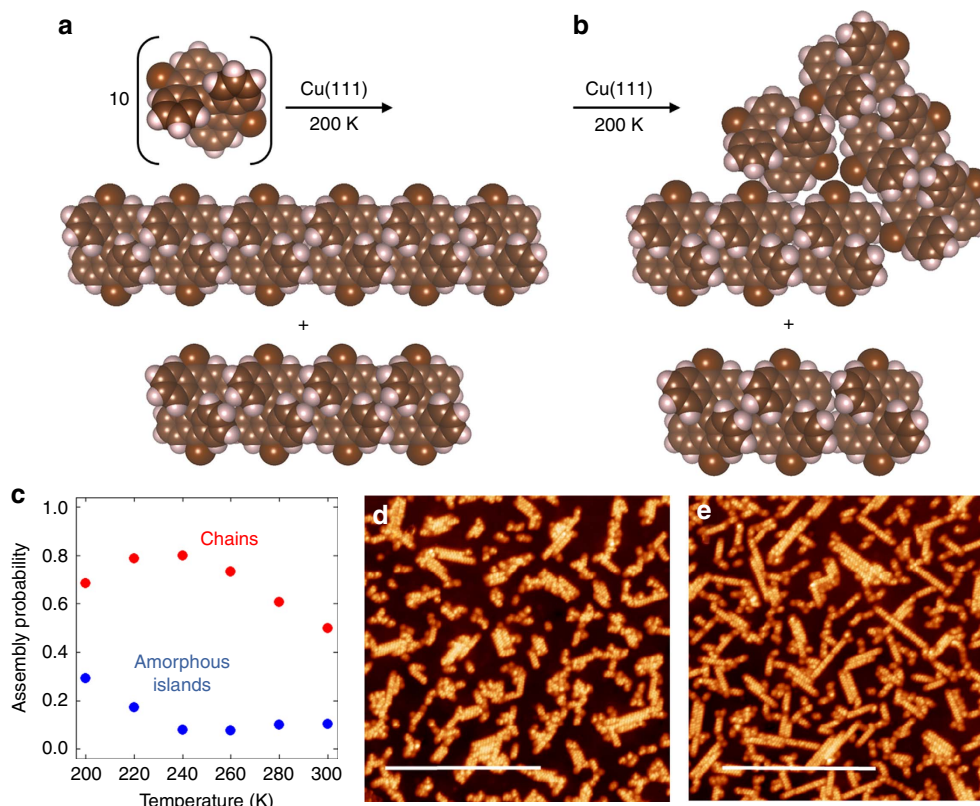 a
10
Cu(111)
200 K
+
b
Cu(111)
200 K
+
c
Assembly probability
1.0
0.8
0.6
0.4
0.2
0.0
Chains
Amorphous
islands
200 220 240 260 280 300
Temperature (K)
d
e